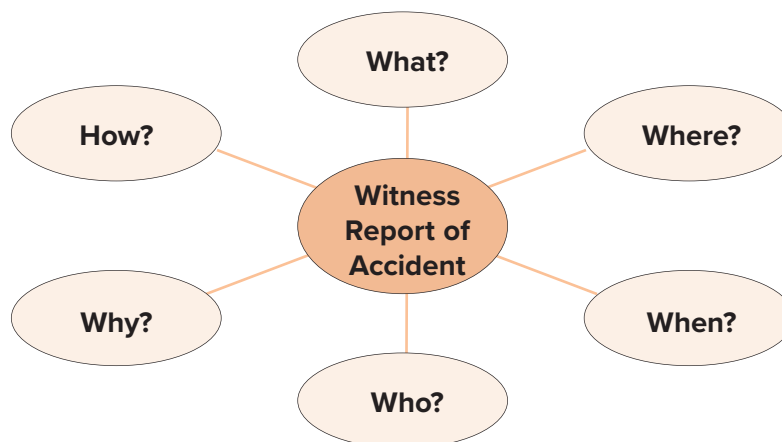 What?
How?
Where?
Witness
Report of
Accident
Why?
When?
Who?